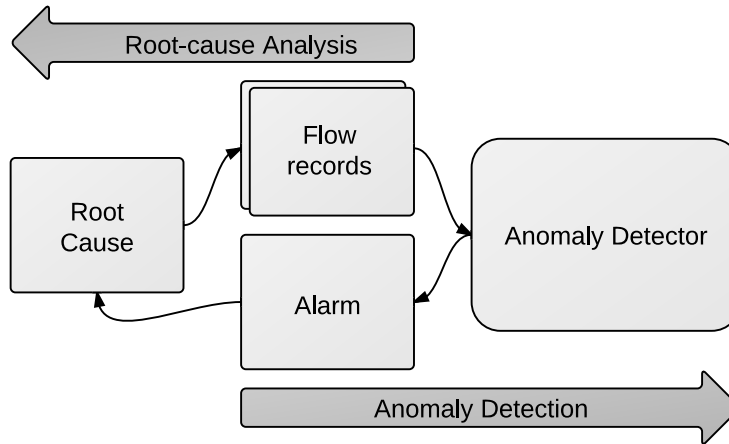 Root-cause Analysis
Flow
records
Root
Cause
Anomaly Detector
Alarm
Anomaly Detection